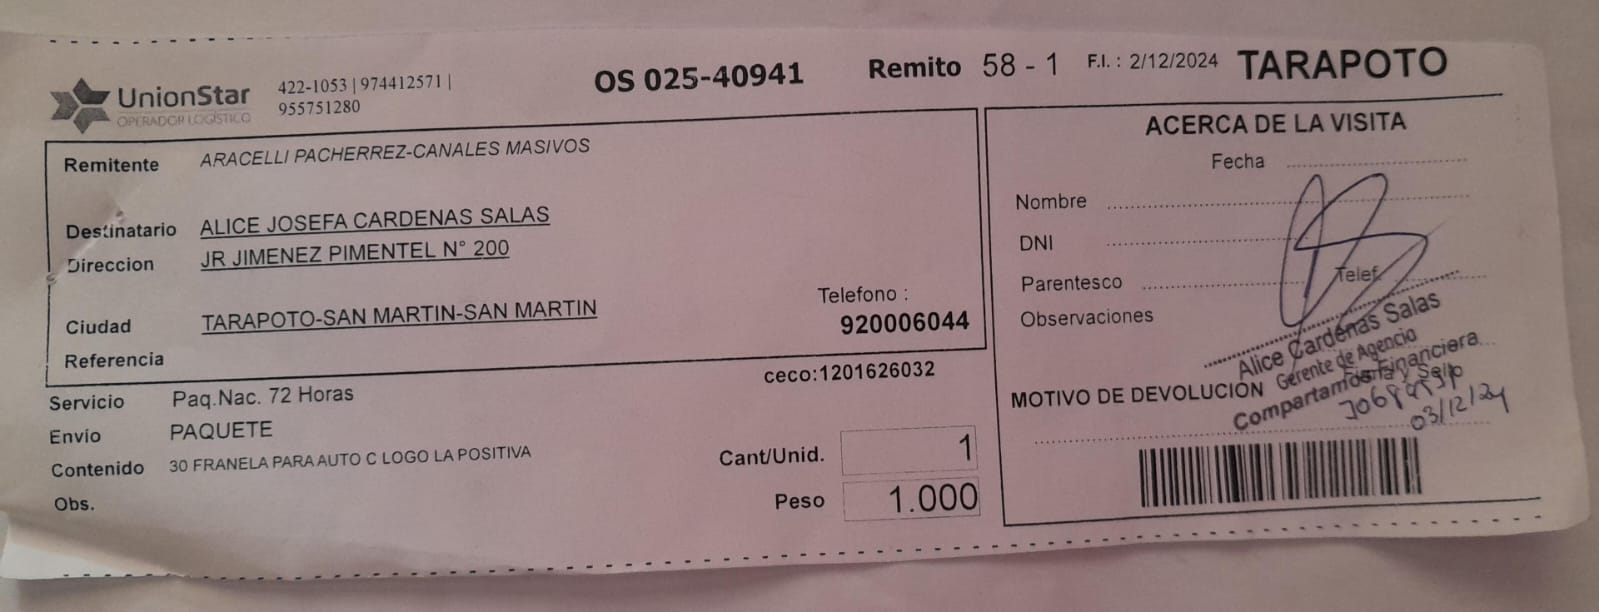 UnionStar
OPERADOR LOGÍSTICO
422-1053 | 974412571 |
955751280
OS 025-40941
Remito 58 - 1
F.I. : 2/12/2024
TARAPOTO
Remitente ARACELLI PACHERREZ-CANALES MASIVOS
Destinatario ALICE JOSEFA CARDENAS SALAS
Direccion JR JIMENEZ PIMENTEL N° 200
Ciudad TARAPOTO-SAN MARTIN-SAN MARTIN
Telefono :
920006044
Referencia
ceco:1201626032
Servicio Paq.Nac. 72 Horas
Envío PAQUETE
Contenido 30 FRANELA PARA AUTO C LOGO LA POSITIVA
Obs.
Cant/Unid. 1
Peso 1.000
ACERCA DE LA VISITA
Fecha
Nombre
DNI
Parentesco Telef.
Observaciones
Alice Cardenas Salas
Gerente de Agencia
Compartamos Financiera
MOTIVO DE DEVOLUCIÓN
Firma y Sello
03/12/24